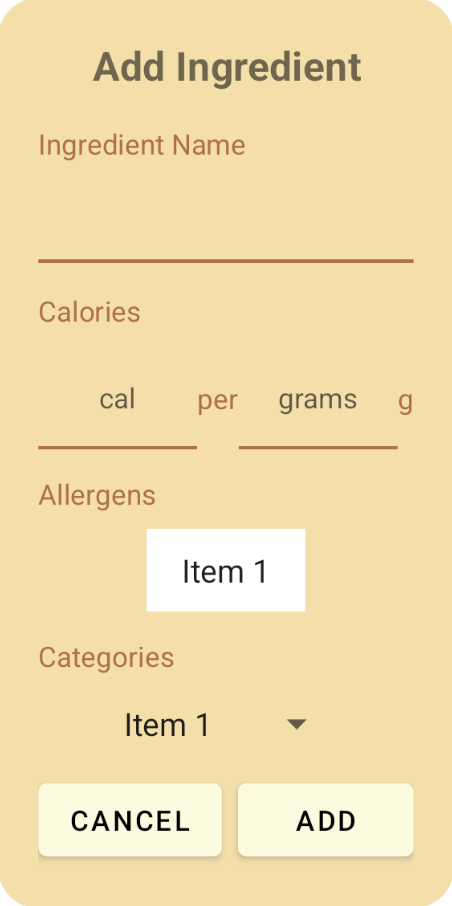 Add Ingredient
Ingredient Name
Calories
cal per grams g
Allergens
Item 1
Categories
Item 1
CANCEL ADD